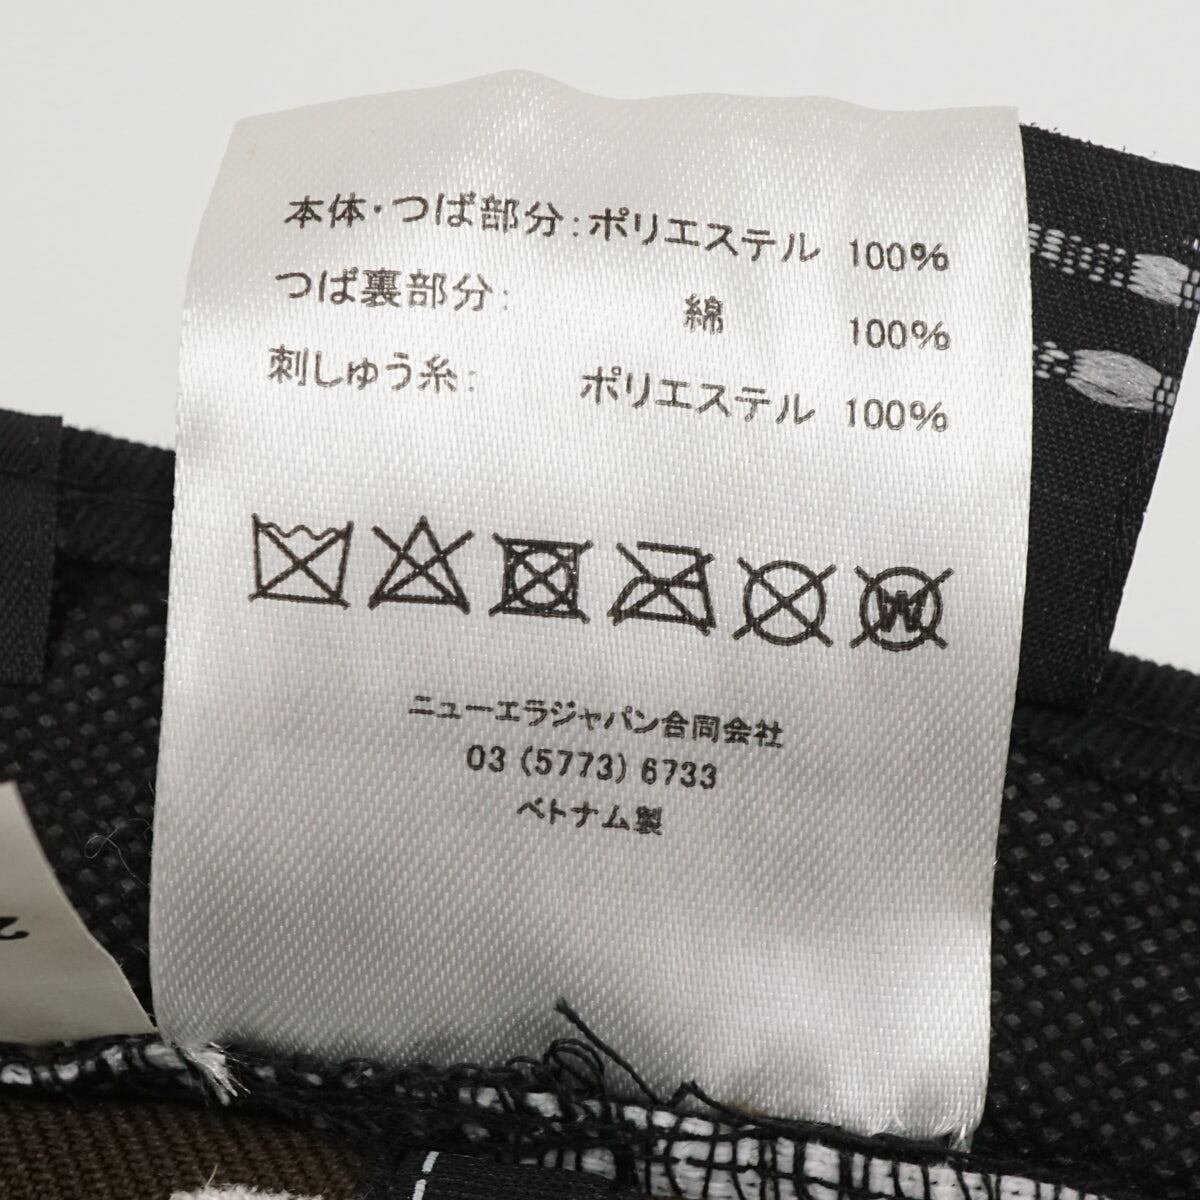 本体・つば部分:ポリエステル 100%
つば裏部分: 綿 100%
刺しゅう糸: ポリエステル 100%
ニューエラジャパン合同会社
03 (5773) 6733
ベトナム製
2